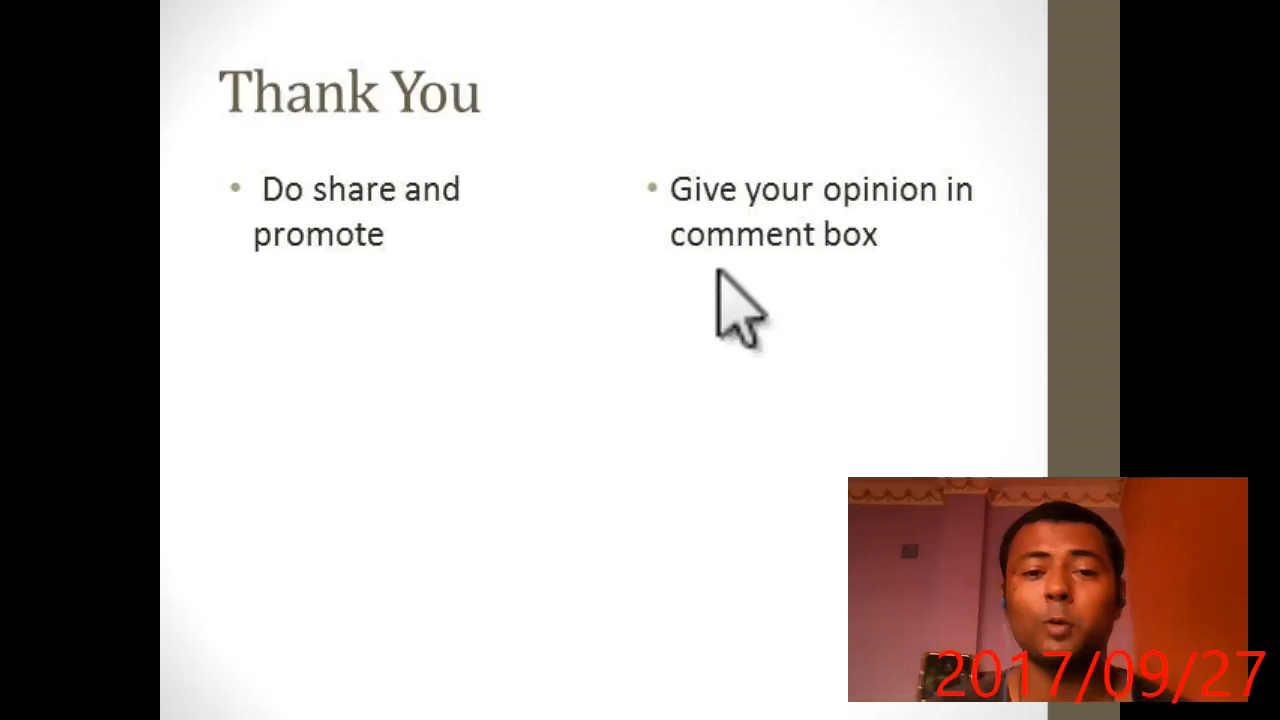 Thank You
• Do share and
promote
• Give your opinion in
comment box
2017/09/27